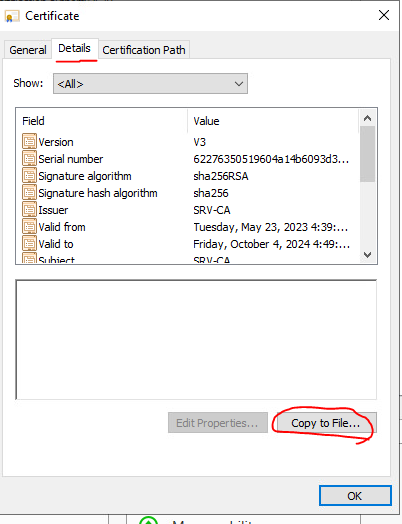 Certificate
General Details Certification Path
Show: <All>
Field Value
Version V3
Serial number 62276350519604a14b6093d3...
Signature algorithm sha256RSA
Signature hash algorithm sha256
Issuer SRV-CA
Valid from Tuesday, May 23, 2023 4:39:...
Valid to Friday, October 4, 2024 4:49:...
Subject SRV-CA
Edit Properties... Copy to File...
OK